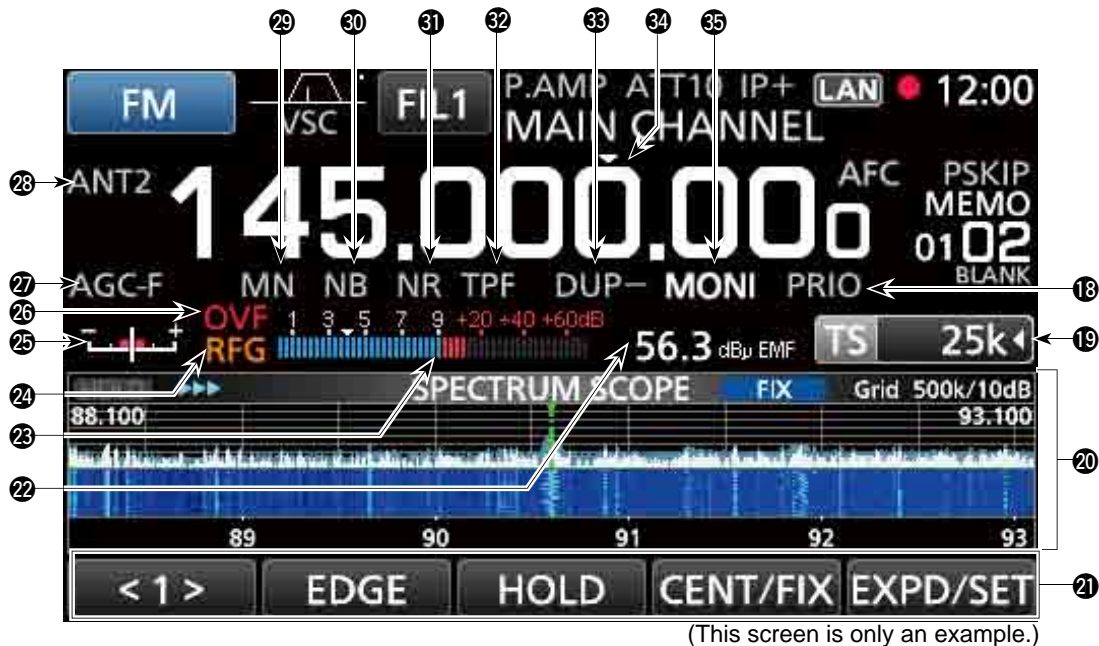 29 30 31 32 33 34 35
FM VSC FIL1 P.AMP ATT10 IP+ LAN 12:00
MAIN CHANNEL
28 ANT2 145.000.000 AFC PSKIP
MEMO
01 02
BLANK
27 AGC-F MN NB NR TPF DUP− MONI PRIO 18
26 OVF 1 3 5 7 9 +20 +40 +60dB
25 − + RFG 56.3 dBμ EMF TS 25k 19
24 HOLD SPECTRUM SCOPE FIX Grid 500k/10dB
23 88.100 93.100
22 20
89 90 91 92 93
<1> EDGE HOLD CENT/FIX EXPD/SET 21
(This screen is only an example.)